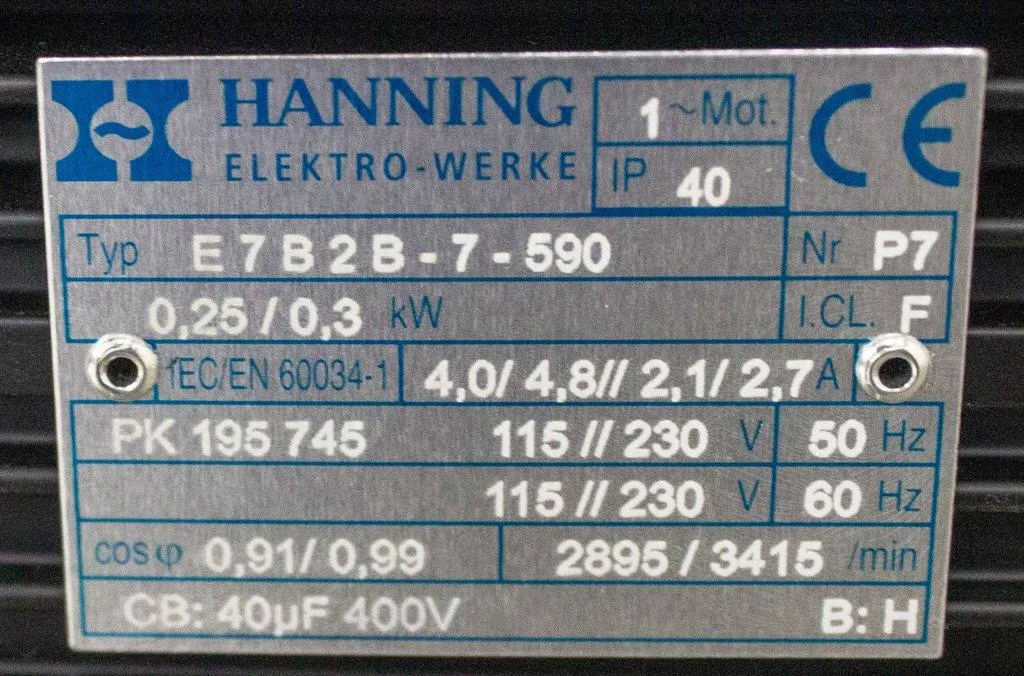 HANNING
ELEKTRO-WERKE
1 ~Mot.
IP 40
CE
Typ E 7 B 2 B - 7 - 590 Nr P7
0,25 / 0,3 kW I.CL. F
IEC/EN 60034-1 4,0/ 4,8// 2,1/ 2,7 A
PK 195 745 115 // 230 V 50 Hz
115 // 230 V 60 Hz
cos φ 0,91/ 0,99 2895 / 3415 /min
CB: 40µF 400V B: H